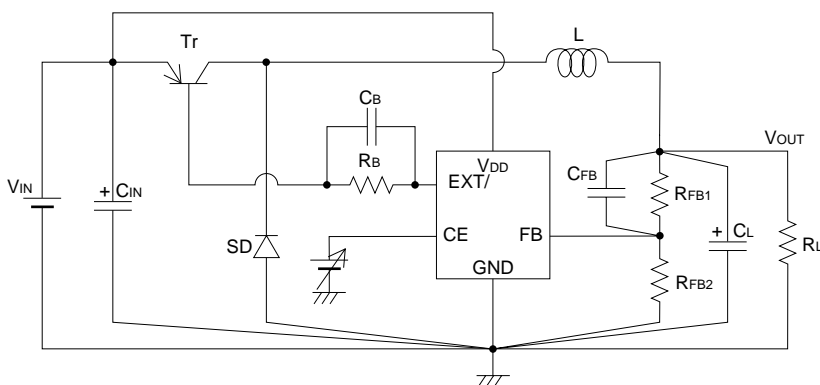 Tr
L
CB
RB
VOUT
VDD
EXT/
VIN
+ CIN
CFB
RFB1
+ CL
RL
SD
CE
FB
GND
RFB2